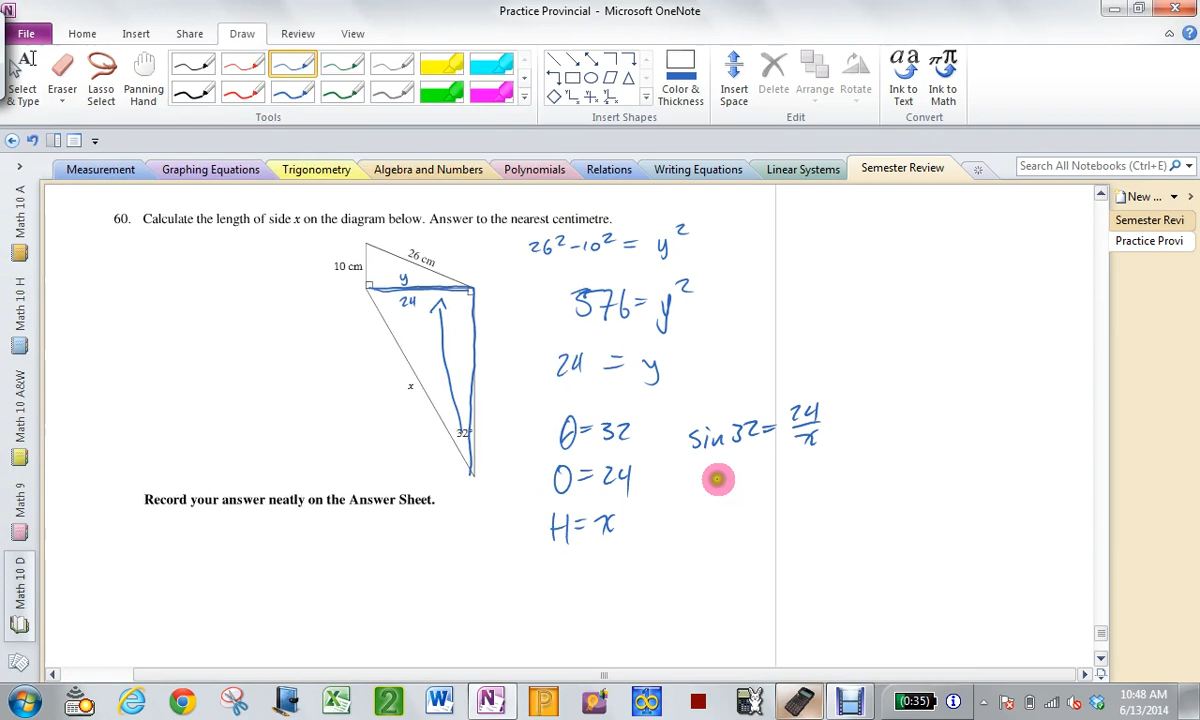 Practice Provincial - Microsoft OneNote
File Home Insert Share Draw Review View
Select & Type
Eraser
Lasso Select
Panning Hand
Color & Thickness
Insert Space
Delete
Arrange
Rotate
Ink to Text
Ink to Math
Tools
Insert Shapes
Edit
Convert
Measurement Graphing Equations Trigonometry Algebra and Numbers Polynomials Relations Writing Equations Linear Systems Semester Review
Search All Notebooks (Ctrl+E)
New ...
Semester Revi
Practice Provi
Math 10 A
Math 10 H
Math 10 A&W
Math 9
Math 10 D
60. Calculate the length of side x on the diagram below. Answer to the nearest centimetre.
26 cm
10 cm
y
24
x
32°
26² - 10² = y²
576 = y²
24 = y
θ = 32
O = 24
H = x
sin 32 = 24/x
Record your answer neatly on the Answer Sheet.
(0:35)
10:48 AM
6/13/2014